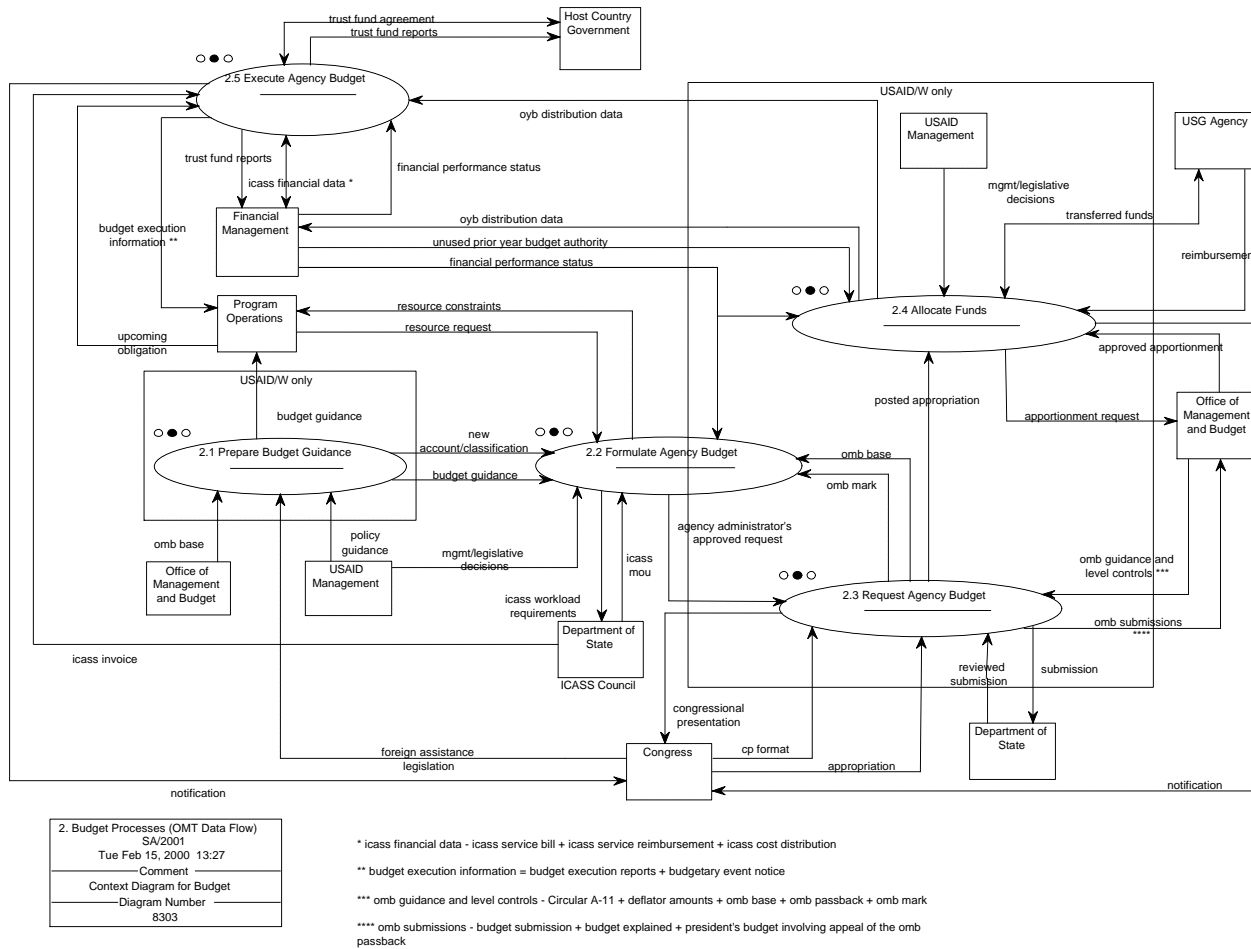 trust fund agreement
trust fund reports
Host Country
Government
2.5 Execute Agency Budget
USAID/W only
oyb distribution data
USAID
Management
USG Agency
trust fund reports
icass financial data *
financial performance status
mgmt/legislative
decisions
transferred funds
Financial
Management
budget execution
information **
oyb distribution data
unused prior year budget authority
financial performance status
reimbursement
Program
Operations
resource constraints
resource request
2.4 Allocate Funds
upcoming
obligation
approved apportionment
USAID/W only
budget guidance
posted appropriation
apportionment request
Office of
Management
and Budget
new
account/classification
2.1 Prepare Budget Guidance
2.2 Formulate Agency Budget
budget guidance
omb base
omb mark
agency administrator's
approved request
omb base
policy
guidance
mgmt/legislative
decisions
icass
mou
omb guidance and
level controls ***
Office of
Management
and Budget
USAID
Management
icass workload
requirements
2.3 Request Agency Budget
omb submissions
****
Department of
State
ICASS Council
icass invoice
reviewed
submission
submission
congressional
presentation
Department of
State
foreign assistance
legislation
Congress
cp format
appropriation
notification
notification
2. Budget Processes (OMT Data Flow)
SA/2001
Tue Feb 15, 2000 13:27
Comment
Context Diagram for Budget
Diagram Number
8303
* icass financial data - icass service bill + icass service reimbursement + icass cost distribution
** budget execution information = budget execution reports + budgetary event notice
*** omb guidance and level controls - Circular A-11 + deflator amounts + omb base + omb passback + omb mark
**** omb submissions - budget submission + budget explained + president's budget involving appeal of the omb
passback